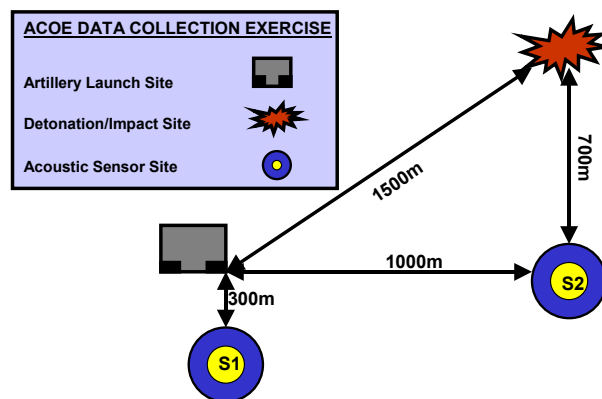 ACOE DATA COLLECTION EXERCISE
Artillery Launch Site
Detonation/Impact Site
Acoustic Sensor Site
1500m
700m
1000m
300m
S2
S1